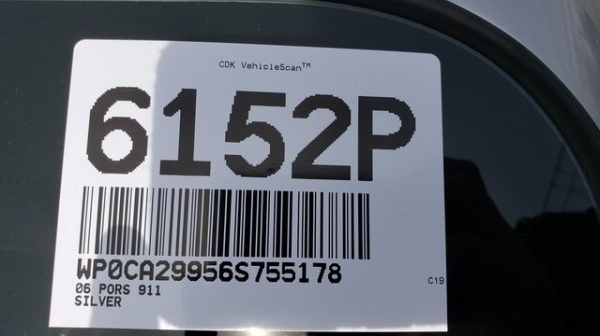 CDK VehicleScan™
6152P
WP0CA29956S755178
06 PORS 911
SILVER
C19